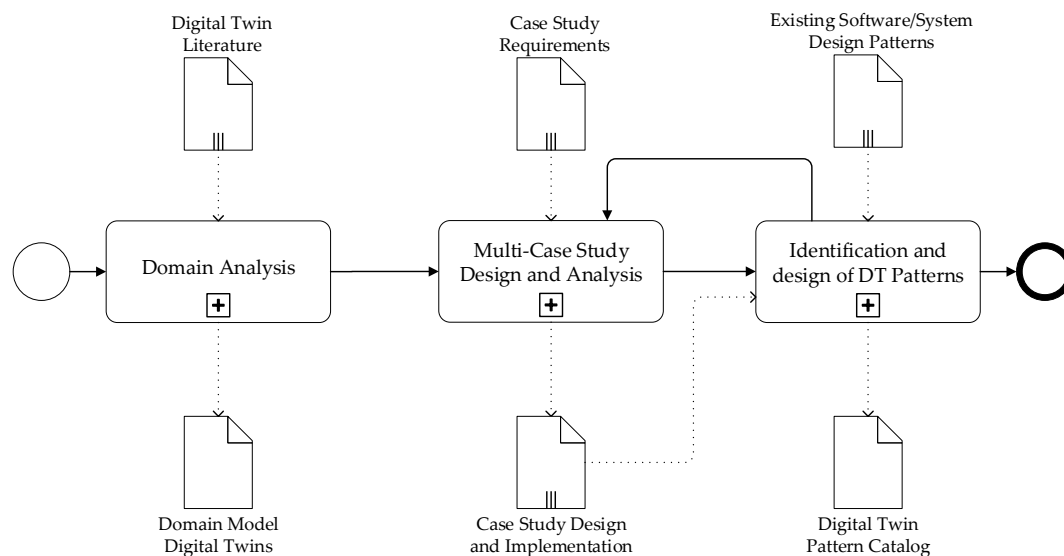 Digital Twin
Literature
Case Study
Requirements
Existing Software/System
Design Patterns
Domain Analysis
Multi-Case Study
Design and Analysis
Identification and
design of DT Patterns
Domain Model
Digital Twins
Case Study Design
and Implementation
Digital Twin
Pattern Catalog